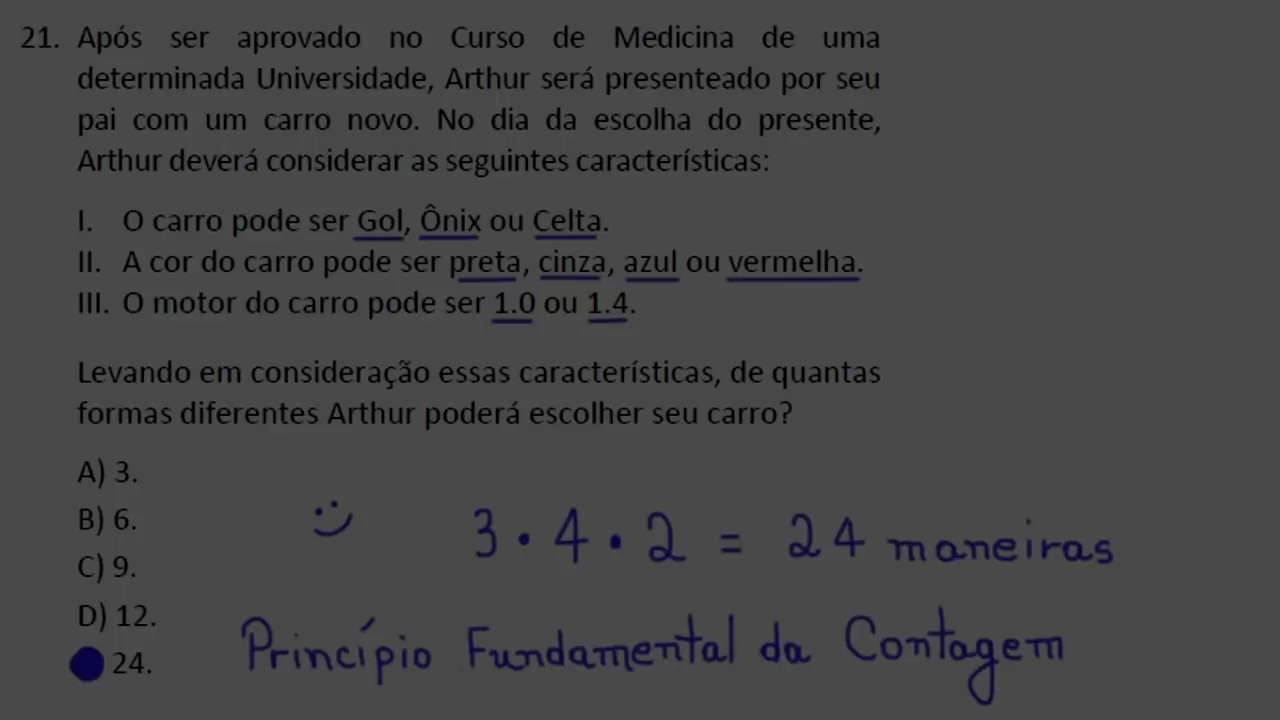 21. Após ser aprovado no Curso de Medicina de uma
determinada Universidade, Arthur será presenteado por seu
pai com um carro novo. No dia da escolha do presente,
Arthur deverá considerar as seguintes características:
I. O carro pode ser Gol, Ônix ou Celta.
II. A cor do carro pode ser preta, cinza, azul ou vermelha.
III. O motor do carro pode ser 1.0 ou 1.4.
Levando em consideração essas características, de quantas
formas diferentes Arthur poderá escolher seu carro?
A) 3.
B) 6.
C) 9.
D) 12.
24.
3 · 4 · 2 = 24 maneiras
Princípio Fundamental da Contagem